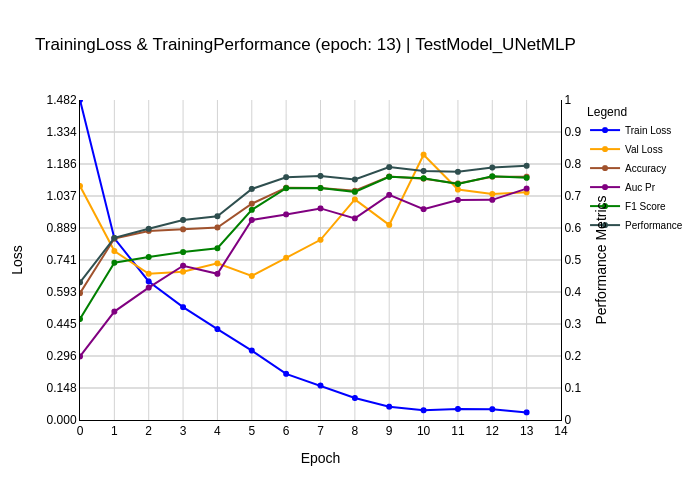 TrainingLoss & TrainingPerformance (epoch: 13) | TestModel_UNetMLP
1.482
1.334
1.186
1.037
0.889
0.741
0.593
0.445
0.296
0.148
0.000
Loss
0 1 2 3 4 5 6 7 8 9 10 11 12 13 14
Epoch
1
0.9
0.8
0.7
0.6
0.5
0.4
0.3
0.2
0.1
0
Performance Metrics
Legend
Train Loss
Val Loss
Accuracy
Auc Pr
F1 Score
Performance